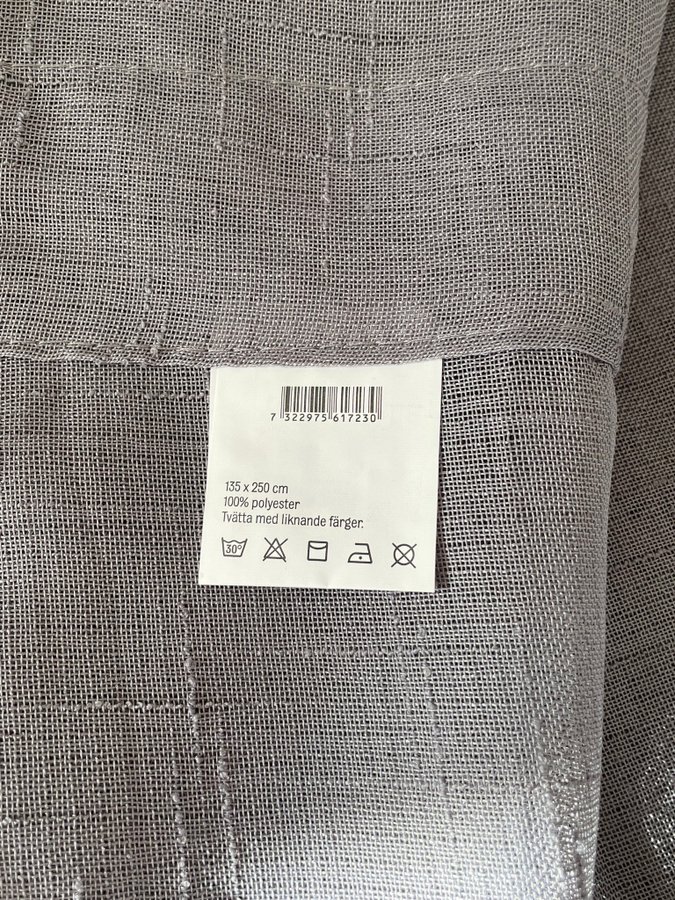 7 322975 617230
135 x 250 cm
100% polyester
Tvätta med liknande färger.
30°